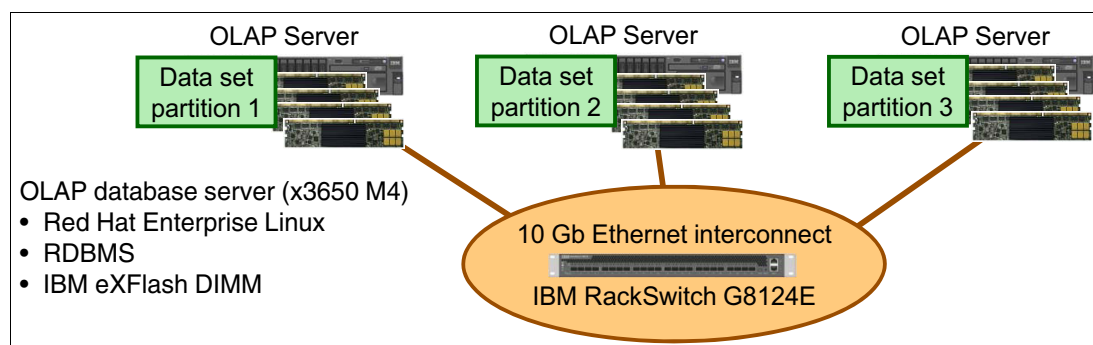 OLAP Server
OLAP Server
OLAP Server
Data set
partition 1
Data set
partition 2
Data set
partition 3
OLAP database server (x3650 M4)
• Red Hat Enterprise Linux
• RDBMS
• IBM eXFlash DIMM
10 Gb Ethernet interconnect
IBM RackSwitch G8124E